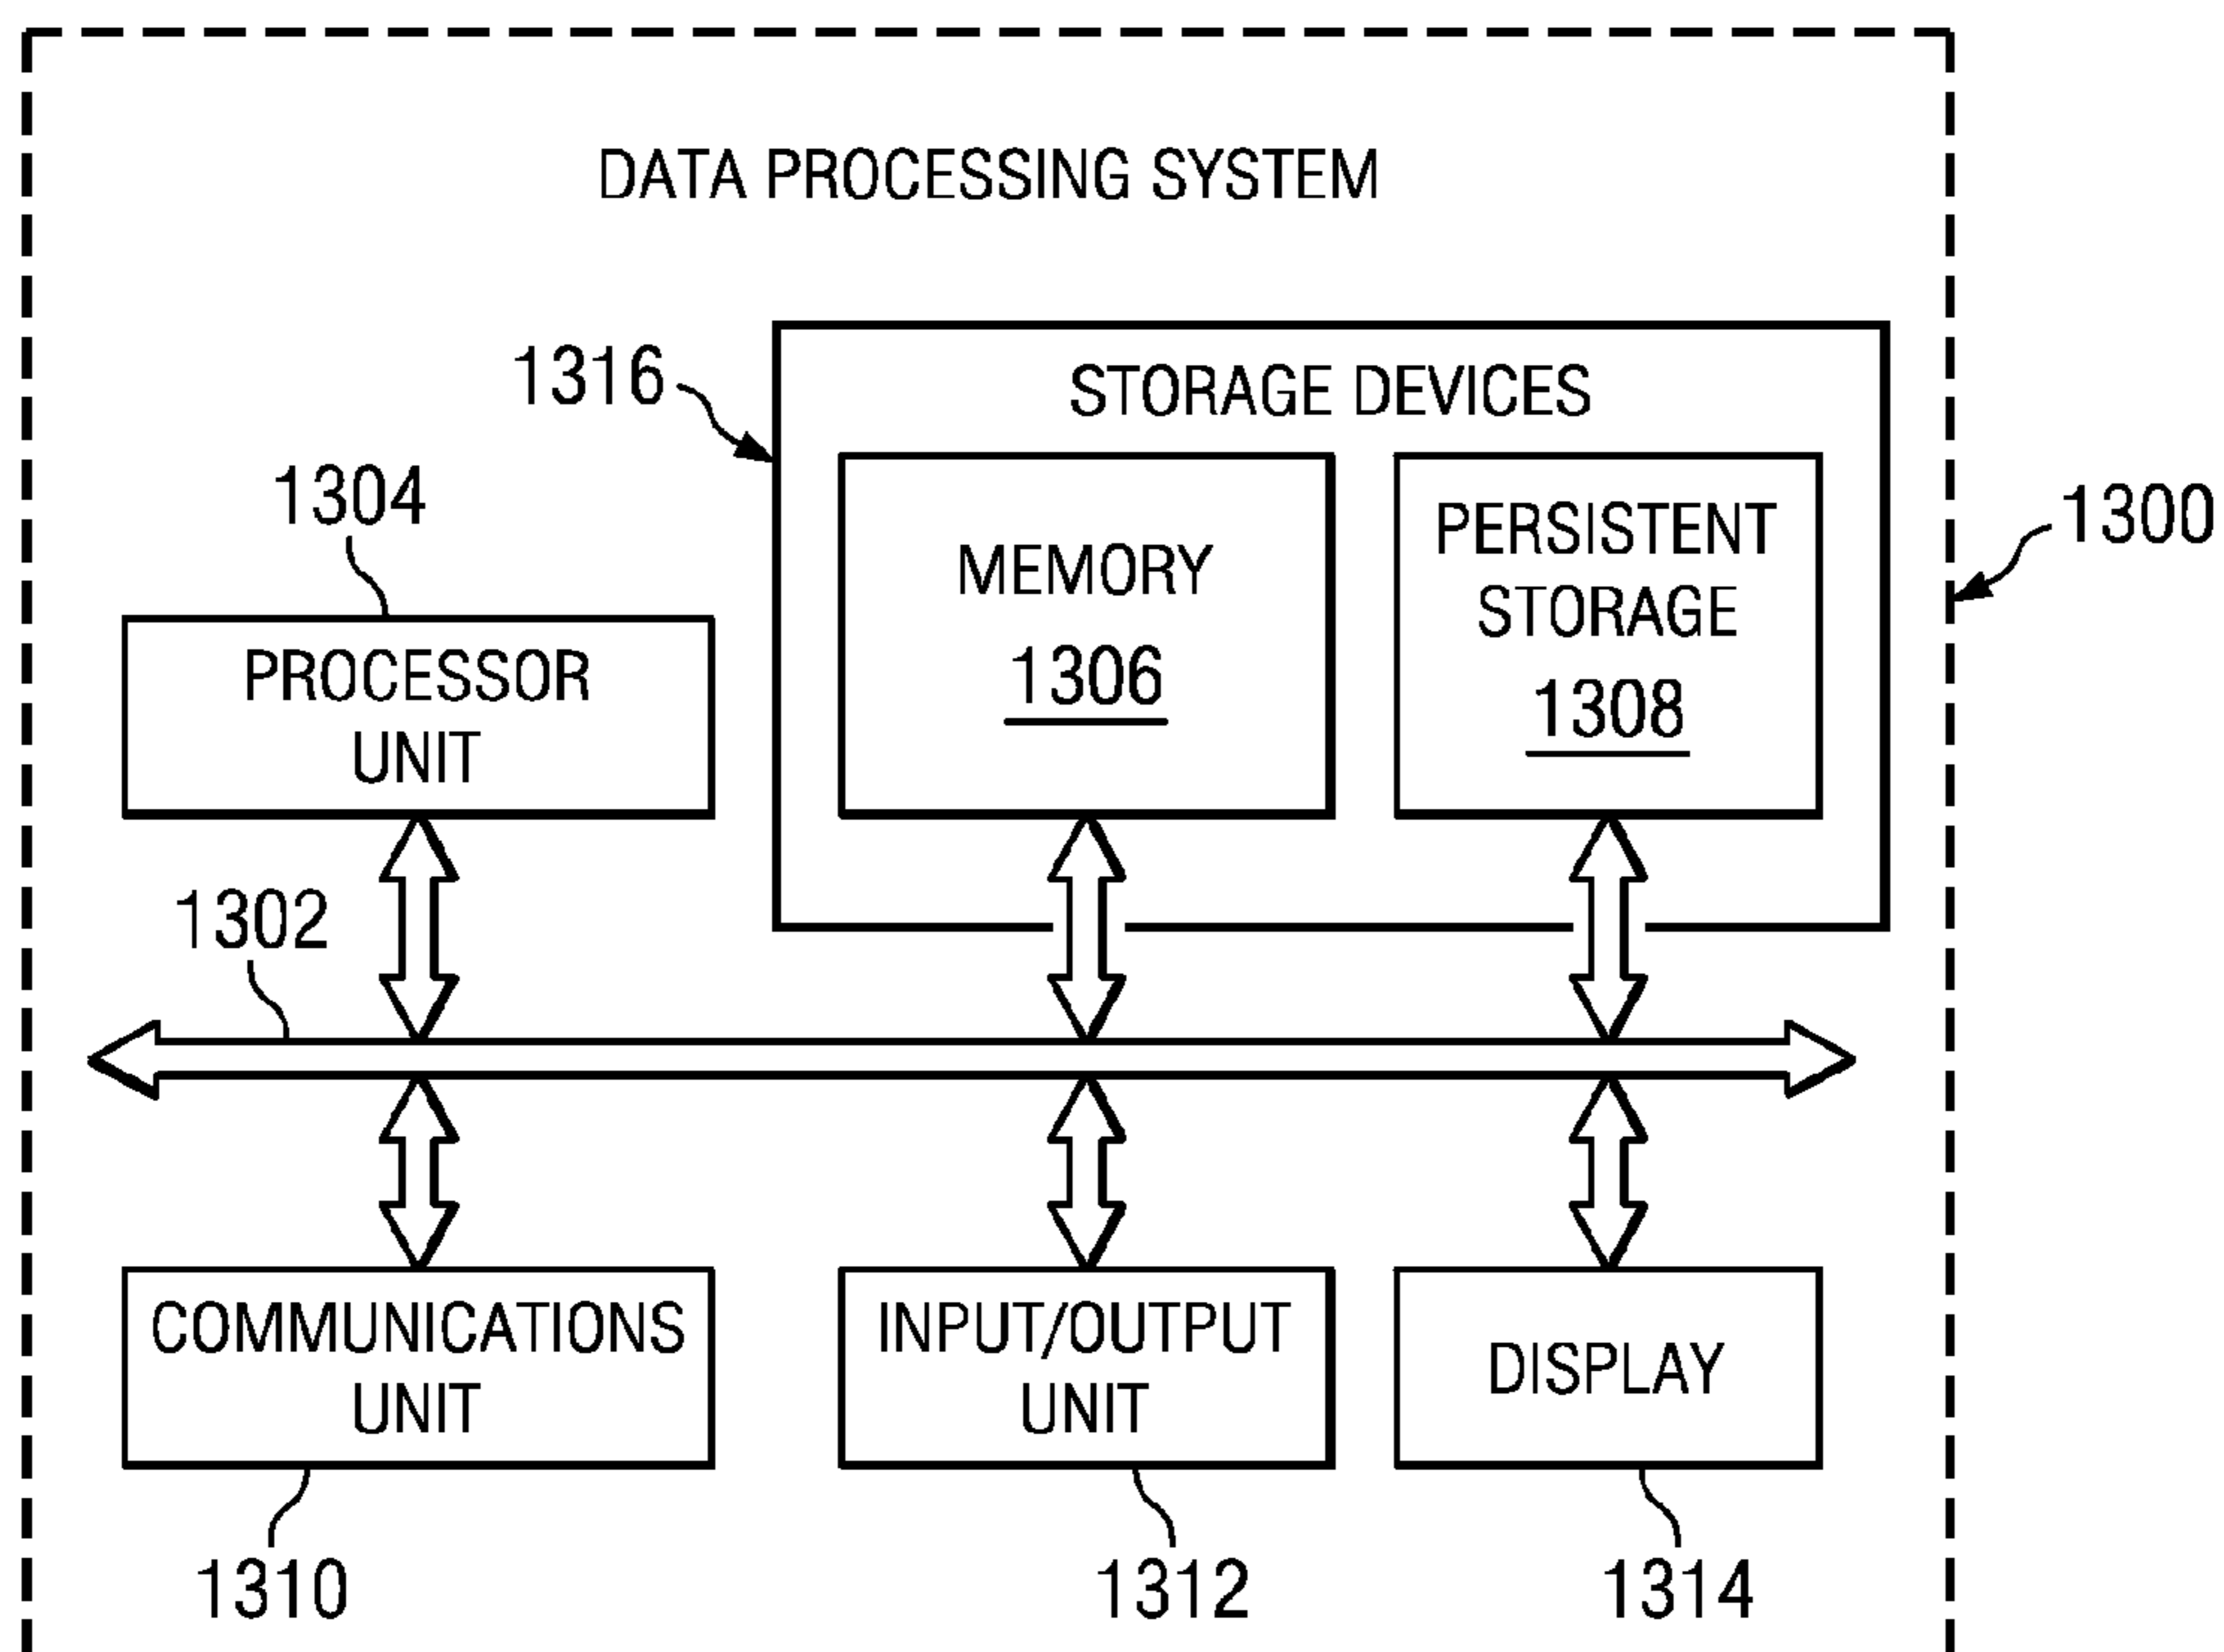 DATA PROCESSING SYSTEM
1316
STORAGE DEVICES
1304
MEMORY
1306
PERSISTENT
STORAGE
1308
1300
PROCESSOR
UNIT
1302
COMMUNICATIONS
UNIT
INPUT/OUTPUT
UNIT
DISPLAY
1310
1312
1314